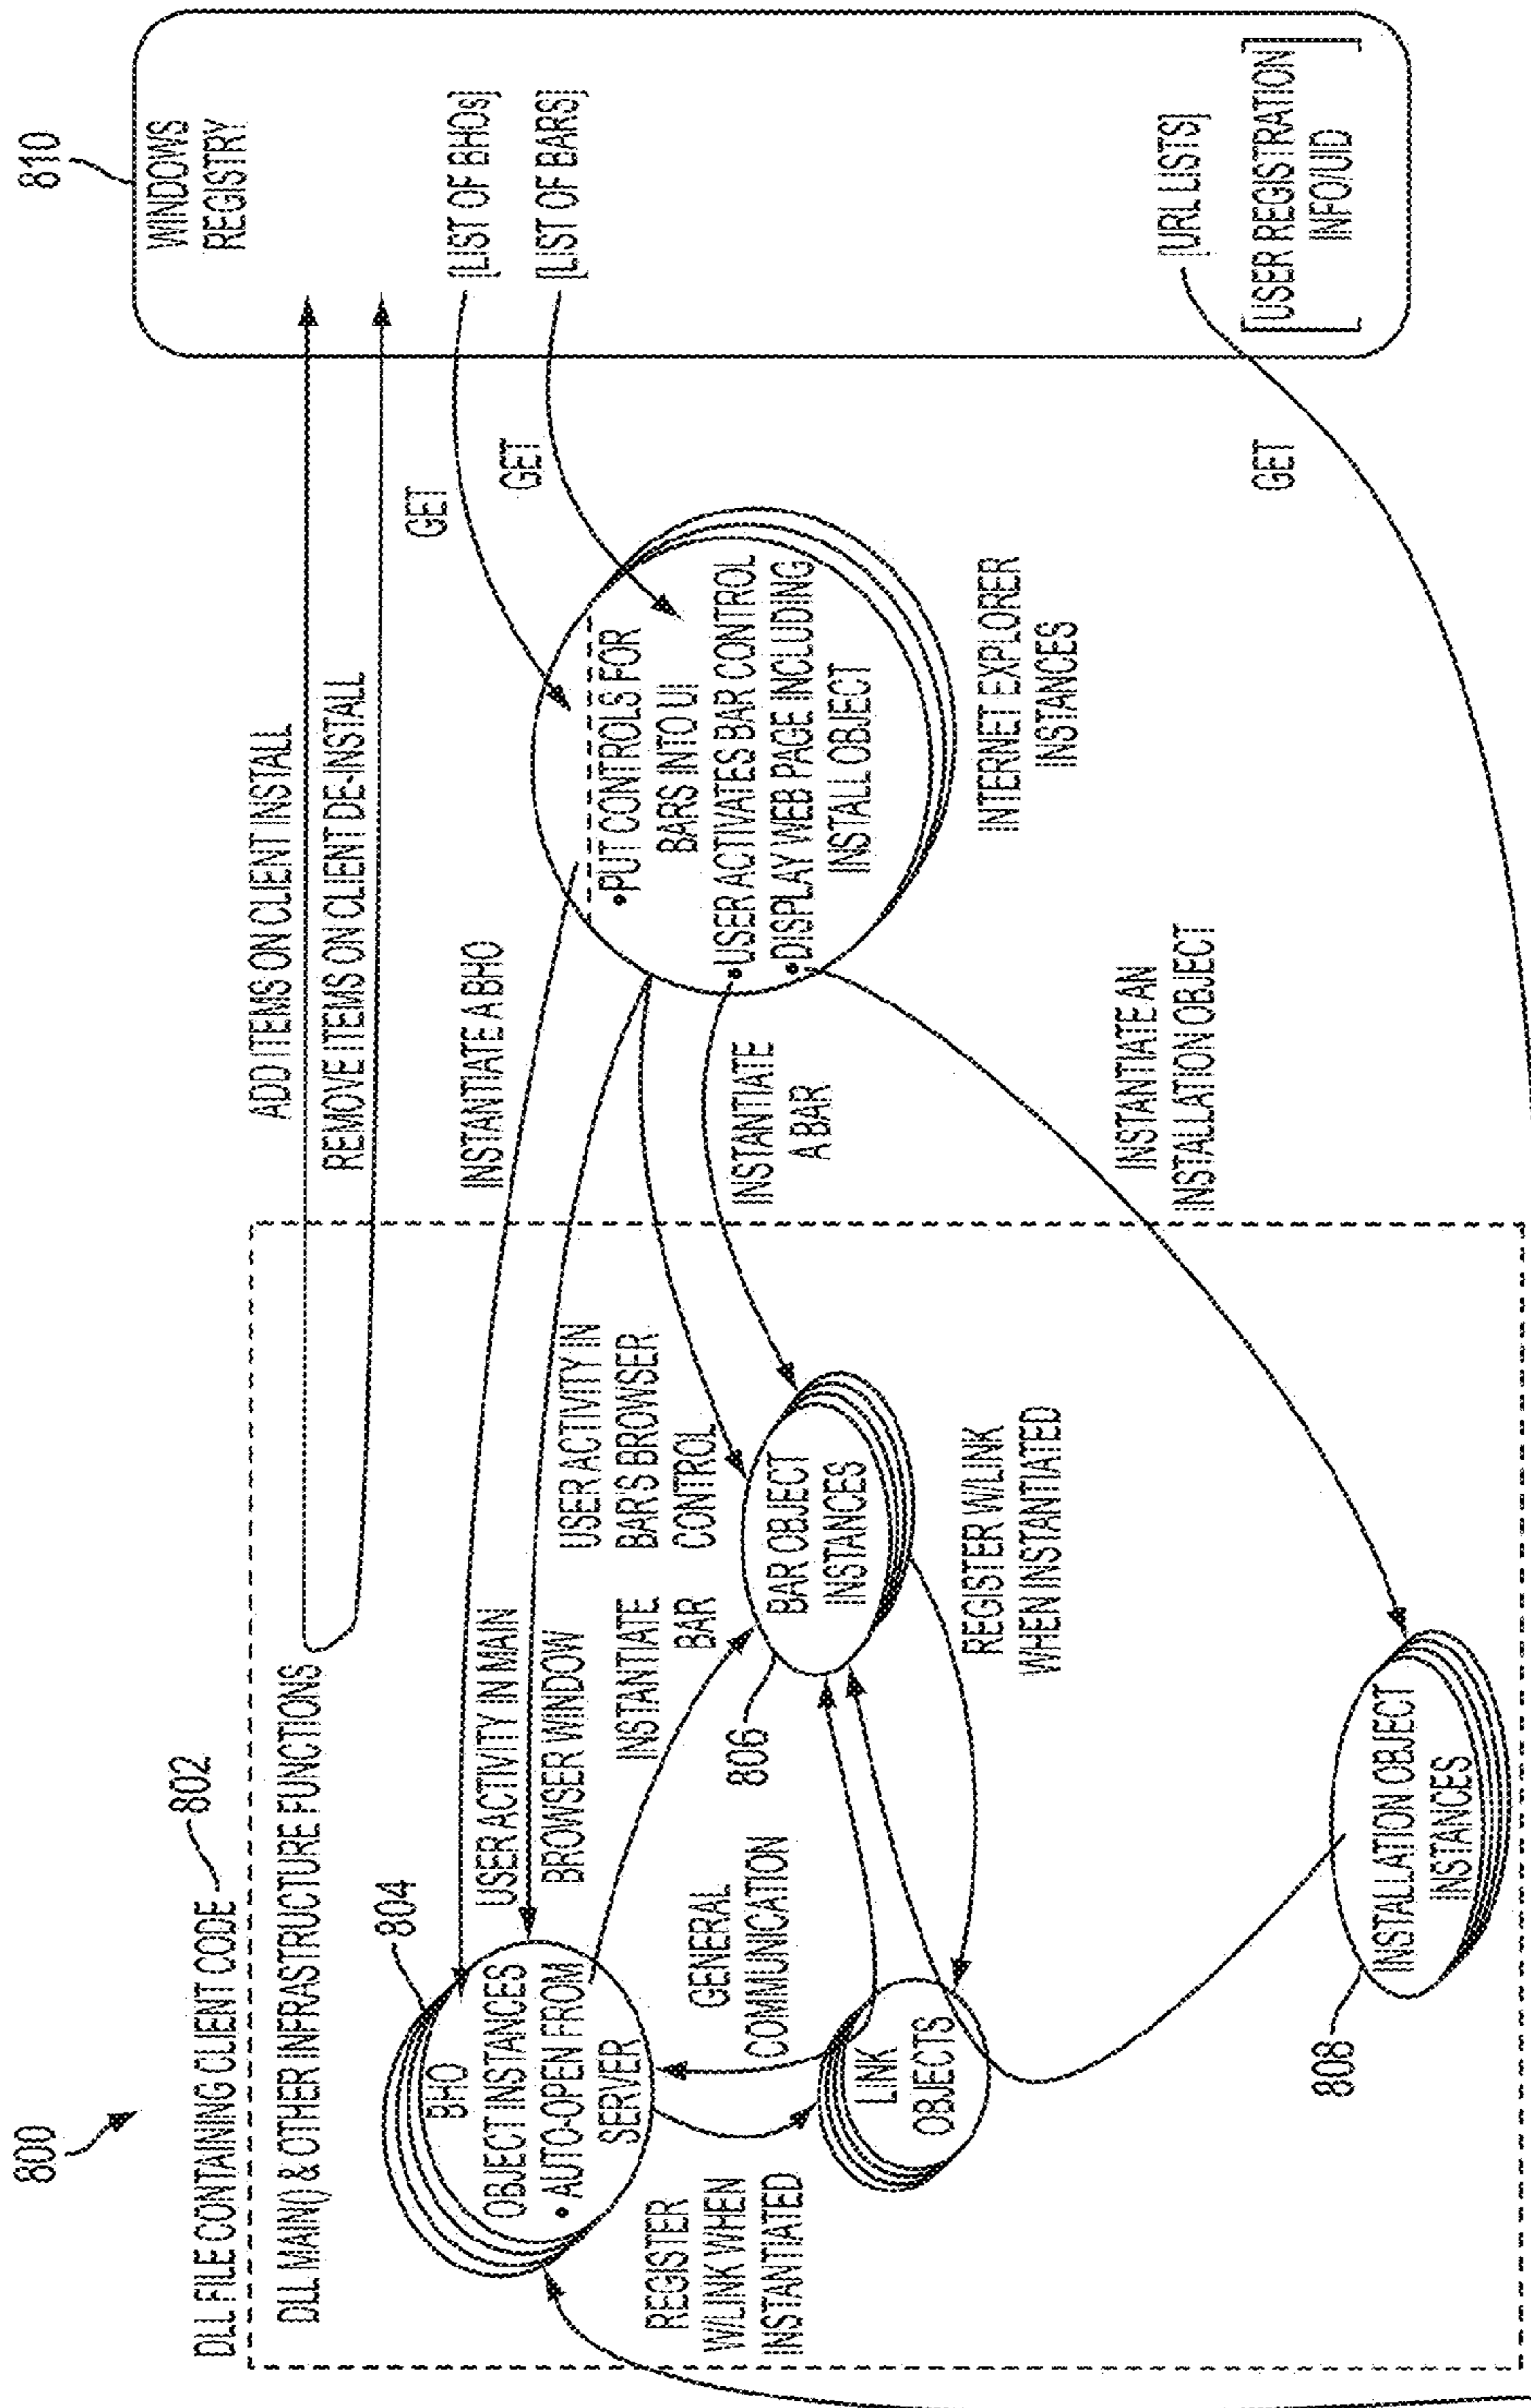 800
DLL FILE CONTAINING CLIENT CODE 802
DLL MAIN() & OTHER INFRASTRUCTURE FUNCTIONS
ADD ITEMS ON CLIENT INSTALL
REMOVE ITEMS ON CLIENT DE-INSTALL
810
WINDOWS
REGISTRY
[LIST OF BHOs]
[LIST OF BARS]
[URL LISTS]
[USER REGISTRATION
INFO/UID]
GET
GET
GET
804
BHO
OBJECT INSTANCES
• AUTO-OPEN FROM
SERVER
INSTANTIATE A BHO
USER ACTIVITY IN MAIN
BROWSER WINDOW
USER ACTIVITY IN
BARS BROWSER
CONTROL
INSTANTIATE
BAR
•PUT CONTROLS FOR
BARS INTO UI
•USER ACTIVATES BAR CONTROL
•DISPLAY WEB PAGE INCLUDING
INSTALL OBJECT
INTERNET EXPLORER
INSTANCES
INSTANTIATE
A BAR
806
BAR OBJECT
INSTANCES
REGISTER
W/LINK WHEN
INSTANTIATED
GENERAL
COMMUNICATION
LINK
OBJECTS
REGISTER W/LINK
WHEN INSTANTIATED
INSTANTIATE AN
INSTALLATION OBJECT
808
INSTALLATION OBJECT
INSTANCES